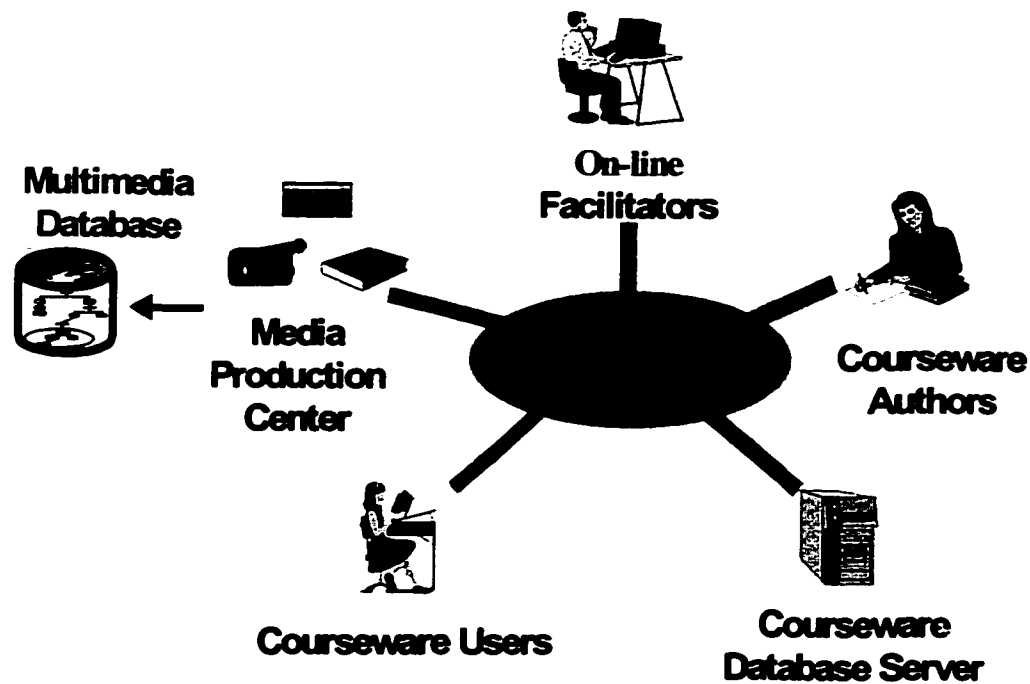 On-line
Facilitators
Multimedia
Database
Media
Production
Center
Courseware
Authors
Courseware Users
Courseware
Database Server